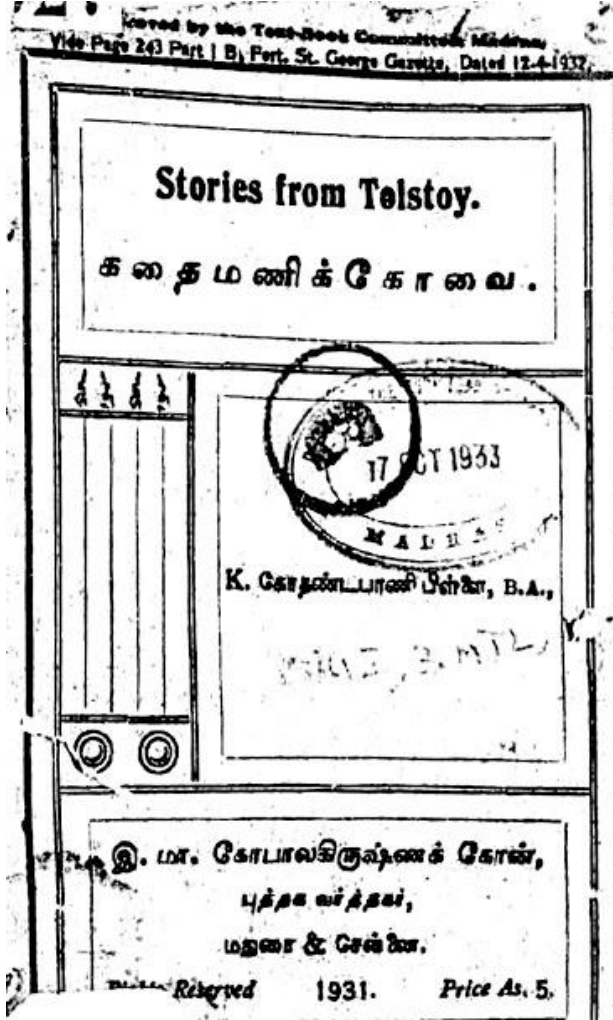 by the Text-Book Committee, Madras,
Vide Page 243 Part I B, Fort. St. George Gazette, Dated 12-4-1932.
Stories from Tolstoy.
கதைமணிக்கோவை.
17 OCT 1933
MADRAS
K. கோதண்டபாணி பிள்ளை, B.A.,
இ. மா. கோபாலகிருஷ்ணக் கோன்,
புத்தக வர்த்தகர்,
மதுரை & சென்னை.
Reserved 1931. Price As. 5.